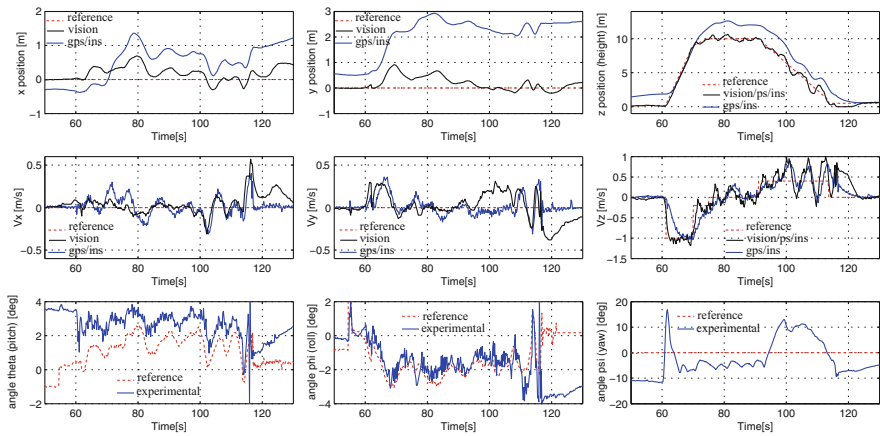 x position [m]
2
1
0
−1
reference
vision
gps/ins
60
80
100
120
Time[s]
y position [m]
3
2
1
0
−1
reference
vision
gps/ins
60
80
100
120
Time[s]
z position (height) [m]
10
5
0
reference
vision/ps/ins
gps/ins
60
80
100
120
Time[s]
Vx [m/s]
0.5
0
−0.5
reference
vision
gps/ins
60
80
100
120
Time[s]
Vy [m/s]
0.5
0
−0.5
reference
vision
gps/ins
60
80
100
120
Time[s]
Vz [m/s]
1
0.5
0
−0.5
−1
−1.5
reference
vision/ps/ins
gps/ins
60
80
100
120
Time[s]
angle theta (pitch) [deg]
4
2
0
−2
reference
experimental
60
80
100
120
Time[s]
angle phi (roll) [deg]
2
0
−2
−4
reference
experimental
60
80
100
120
Time[s]
angle psi (yaw) [deg]
20
10
0
−10
−20
reference
experimental
60
80
100
120
Time[s]